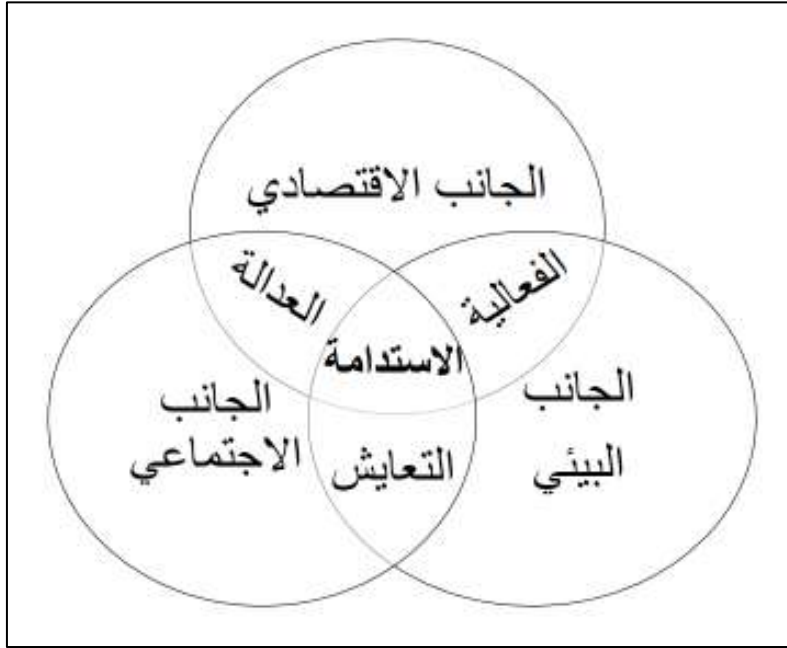 الجانب الاقتصادي
الفعالية
العدالة
الاستدامة
الجانب
البيئي
الجانب
الاجتماعي
التعايش